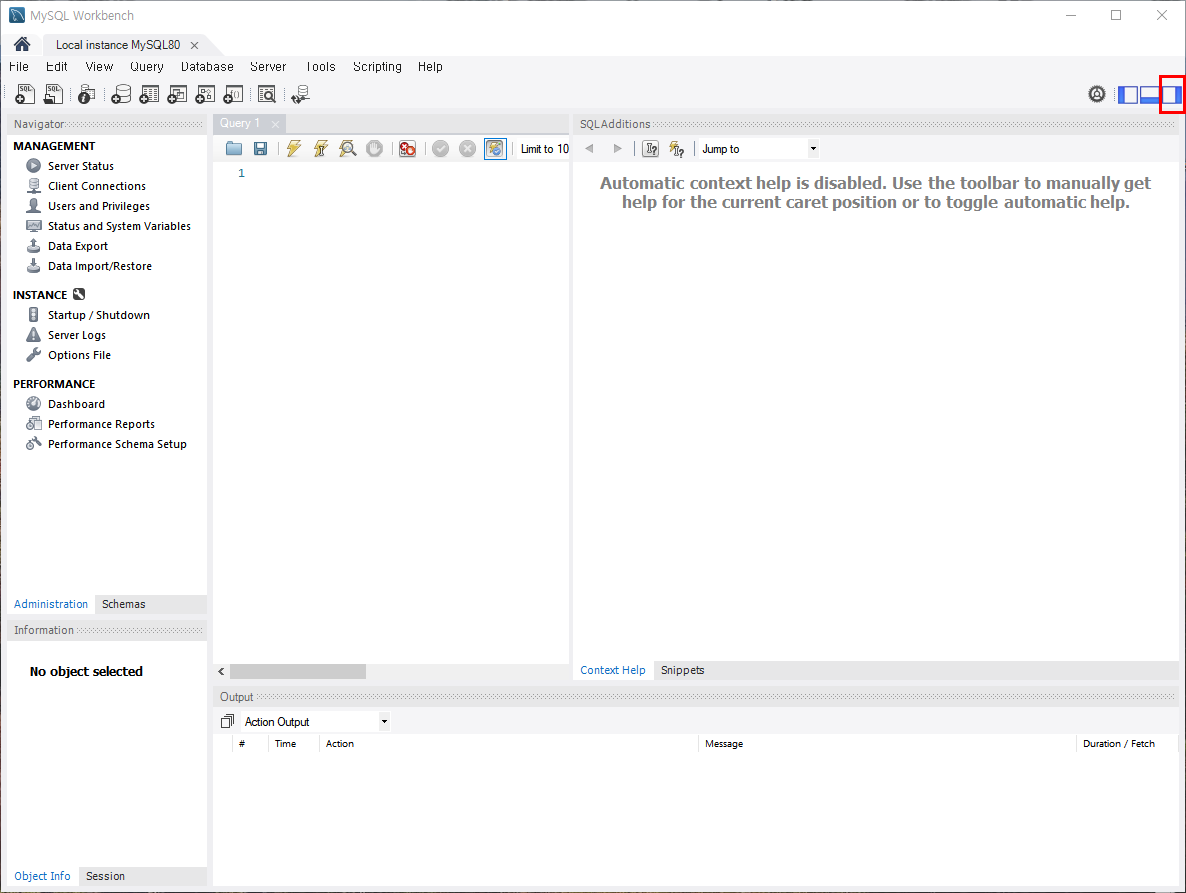 MySQL Workbench
Local instance MySQL80
File Edit View Query Database Server Tools Scripting Help
Navigator
MANAGEMENT
Server Status
Client Connections
Users and Privileges
Status and System Variables
Data Export
Data Import/Restore
INSTANCE
Startup / Shutdown
Server Logs
Options File
PERFORMANCE
Dashboard
Performance Reports
Performance Schema Setup
Administration Schemas
Information
No object selected
Object Info Session
Query 1
Limit to 10
1
SQLAdditions
Jump to
Automatic context help is disabled. Use the toolbar to manually get
help for the current caret position or to toggle automatic help.
Context Help Snippets
Output
Action Output
# Time Action Message Duration / Fetch